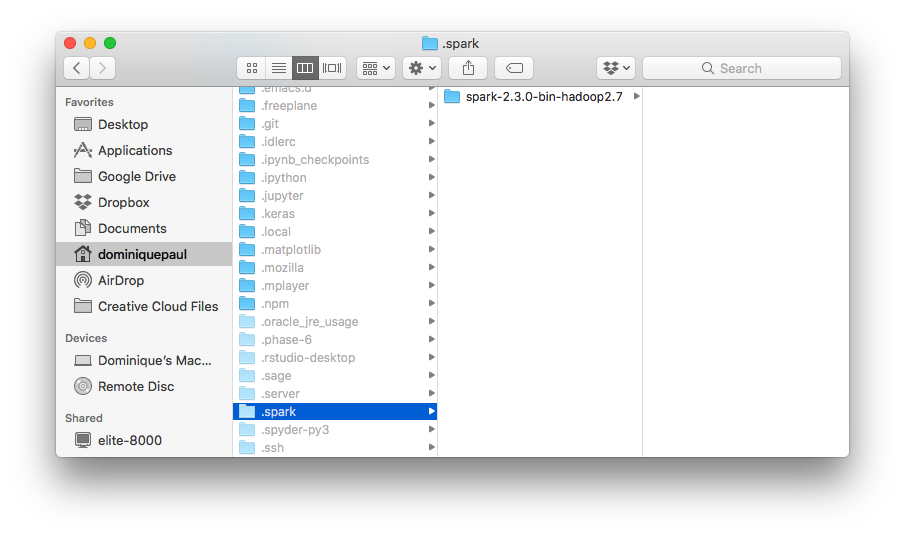 .spark
Search
Favorites
Desktop
Applications
Google Drive
Dropbox
Documents
dominiquepaul
AirDrop
Creative Cloud Files
Devices
Dominique's Mac...
Remote Disc
Shared
elite-8000
.emacs.d
.freeplane
.git
.idlerc
.ipynb_checkpoints
.ipython
.jupyter
.keras
.local
.matplotlib
.mozilla
.mplayer
.npm
.oracle_jre_usage
.phase-6
.rstudio-desktop
.sage
.server
.spark
.spyder-py3
.ssh
spark-2.3.0-bin-hadoop2.7